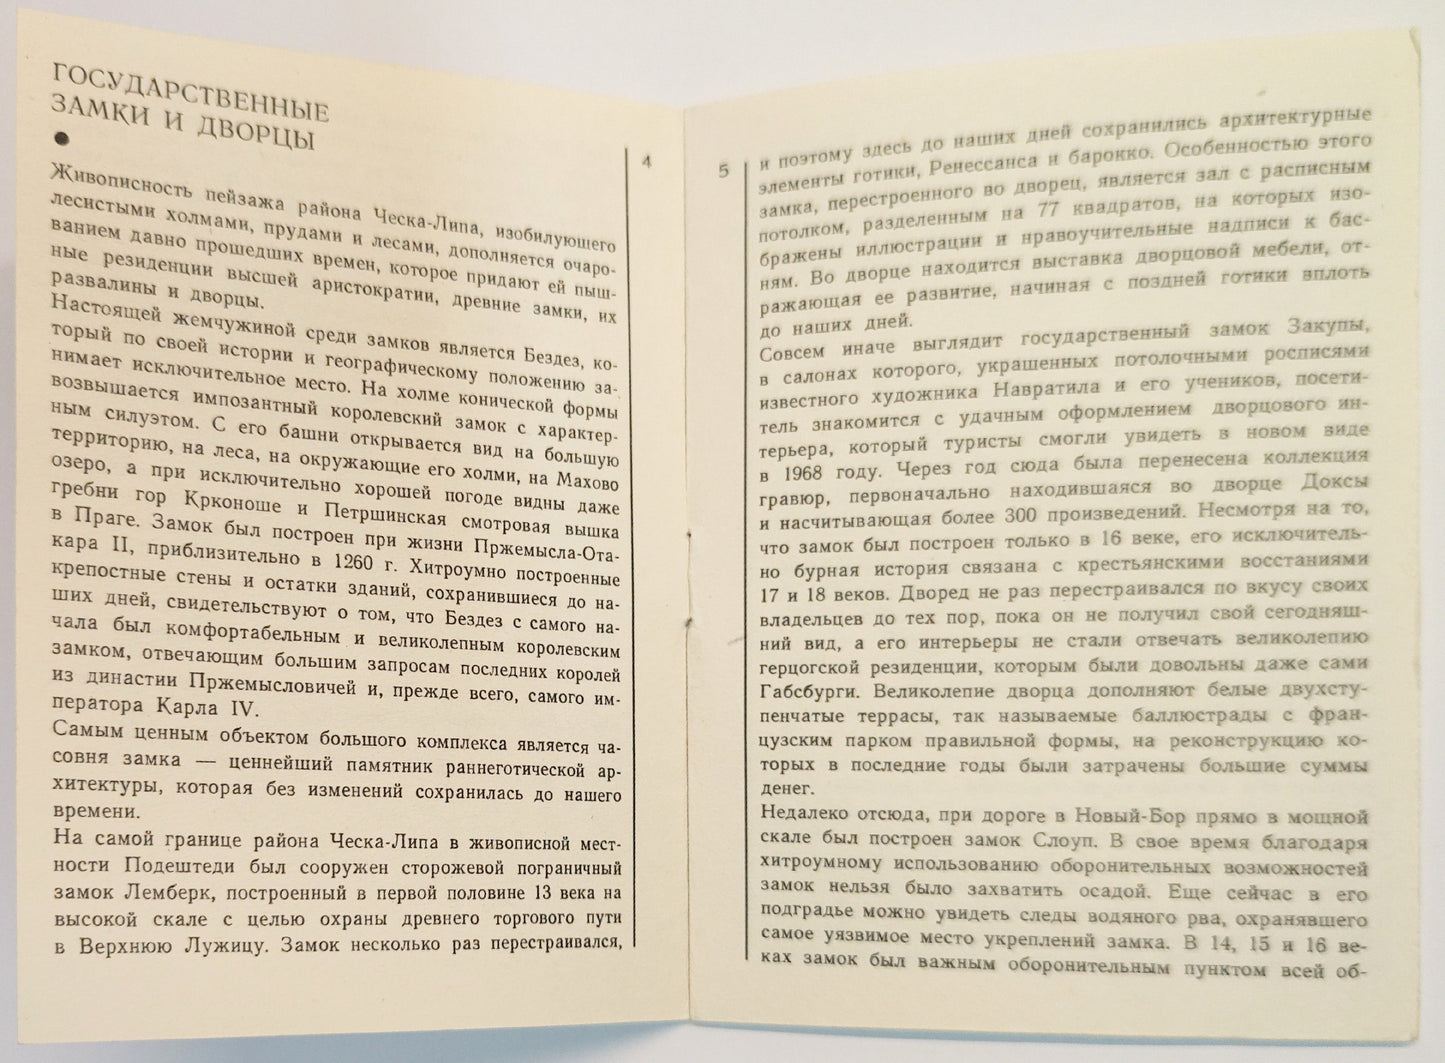 ГОСУДАРСТВЕННЫЕ
ЗАМКИ И ДВОРЦЫ
●
Живописность пейзажа района Ческа-Липа, изобилующего
лесистыми холмами, прудами и лесами, дополняется очаро-
ванием давно прошедших времен, которое придают ей пыш-
ные резиденции высшей аристократии, древние замки, их
развалины и дворцы.
Настоящей жемчужиной среди замков является Бездез, ко-
торый по своей истории и географическому положению за-
нимает исключительное место. На холме конической формы
возвышается импозантный королевский замок с характер-
ным силуэтом. С его башни открывается вид на большую
территорию, на леса, на окружающие его холми, на Махово
озеро, а при исключительно хорошей погоде видны даже
гребни гор Крконоше и Петршинская смотровая вышка
в Праге. Замок был построен при жизни Пржемысла-Ота-
кара II, приблизительно в 1260 г. Хитроумно построенные
крепостные стены и остатки зданий, сохранившиеся до на-
ших дней, свидетельствуют о том, что Бездез с самого на-
чала был комфортабельным и великолепным королевским
замком, отвечающим большим запросам последних королей
из династии Пржемысловичей и, прежде всего, самого им-
ператора Карла IV.
Самым ценным объектом большого комплекса является ча-
совня замка — ценнейший памятник раннеготической ар-
хитектуры, которая без изменений сохранилась до нашего
времени.
На самой границе района Ческа-Липа в живописной мест-
ности Подештеди был сооружен сторожевой пограничный
замок Лемберк, построенный в первой половине 13 века на
высокой скале с целью охраны древнего торгового пути
в Верхнюю Лужицу. Замок несколько раз перестраивался,
4
5
и поэтому здесь до наших дней сохранились архитектурные
элементы готики, Ренессанса и барокко. Особенностью этого
замка, перестроенного во дворец, является зал с расписным
потолком, разделенным на 77 квадратов, на которых изо-
бражены иллюстрации и нравоучительные надписи к бас-
ням. Во дворце находится выставка дворцовой мебели, от-
ражающая ее развитие, начиная с поздней готики вплоть
до наших дней.
Совсем иначе выглядит государственный замок Закупы,
в салонах которого, украшенных потолочными росписями
известного художника Навратила и его учеников, посети-
тель знакомится с удачным оформлением дворцового ин-
терьера, который туристы смогли увидеть в новом виде
в 1968 году. Через год сюда была перенесена коллекция
гравюр, первоначально находившаяся во дворце Доксы
и насчитывающая более 300 произведений. Несмотря на то,
что замок был построен только в 16 веке, его исключитель-
но бурная история связана с крестьянскими восстаниями
17 и 18 веков. Дворед не раз перестраивался по вкусу своих
владельцев до тех пор, пока он не получил свой сегодняш-
ний вид, а его интерьеры не стали отвечать великолепию
герцогской резиденции, которым были довольны даже сами
Габсбурги. Великолепие дворца дополняют белые двухсту-
пенчатые террасы, так называемые баллюстрады с фран-
цузским парком правильной формы, на реконструкцию ко-
торых в последние годы были затрачены большие суммы
денег.
Недалеко отсюда, при дороге в Новый-Бор прямо в мощной
скале был построен замок Слоуп. В свое время благодаря
хитроумному использованию оборонительных возможностей
замок нельзя было захватить осадой. Еще сейчас в его
подградье можно увидеть следы водяного рва, охранявшего
самое уязвимое место укреплений замка. В 14, 15 и 16 ве-
ках замок был важным оборонительным пунктом всей об-